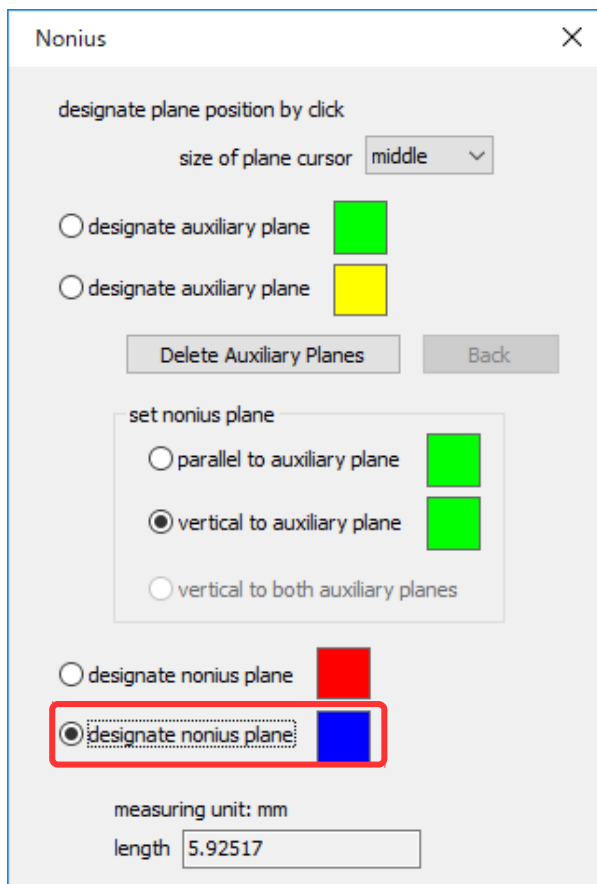 Nonius
designate plane position by click
size of plane cursor middle
designate auxiliary plane
designate auxiliary plane
Delete Auxiliary Planes Back
set nonius plane
parallel to auxiliary plane
vertical to auxiliary plane
vertical to both auxiliary planes
designate nonius plane
designate nonius plane
measuring unit: mm
length 5.92517